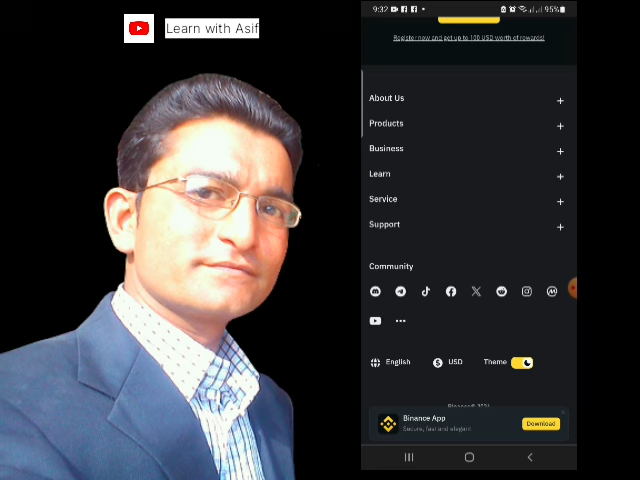 Learn with Asif
9:32
95%
Register now and get up to 100 USD worth of rewards!
About Us
Products
Business
Learn
Service
Support
Community
English
USD
Theme
Binance App
Secure, fast and elegant
Download